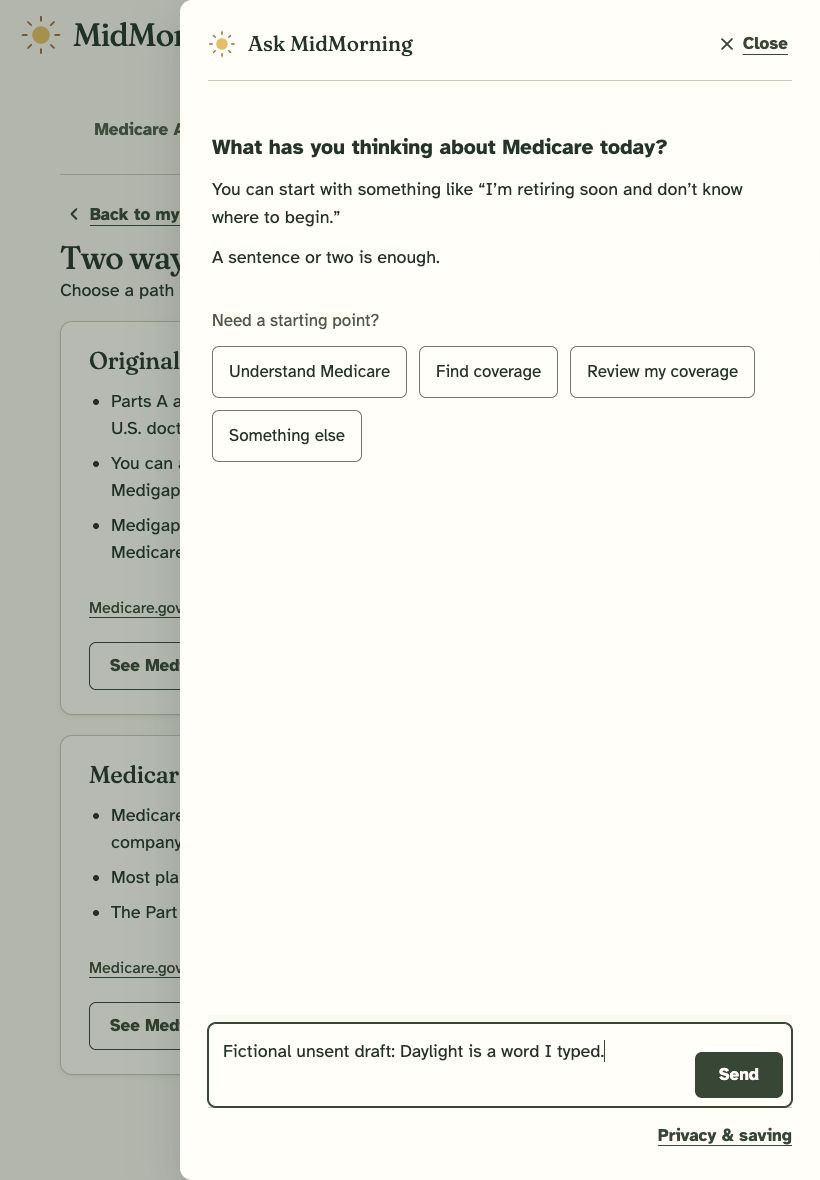 MidMor
Ask MidMorning
Close
Medicare A
What has you thinking about Medicare today?
You can start with something like “I’m retiring soon and don’t know
where to begin.”
A sentence or two is enough.
Need a starting point?
Understand Medicare
Find coverage
Review my coverage
Something else
Back to my
Two way
Choose a path
Original
Parts A a
U.S. doct
You can a
Medigap
Medigap
Medicare
Medicare.gov
See Med
Medicar
Medicare
company
Most pla
The Part
Medicare.gov
See Med
Fictional unsent draft: Daylight is a word I typed.
Send
Privacy & saving